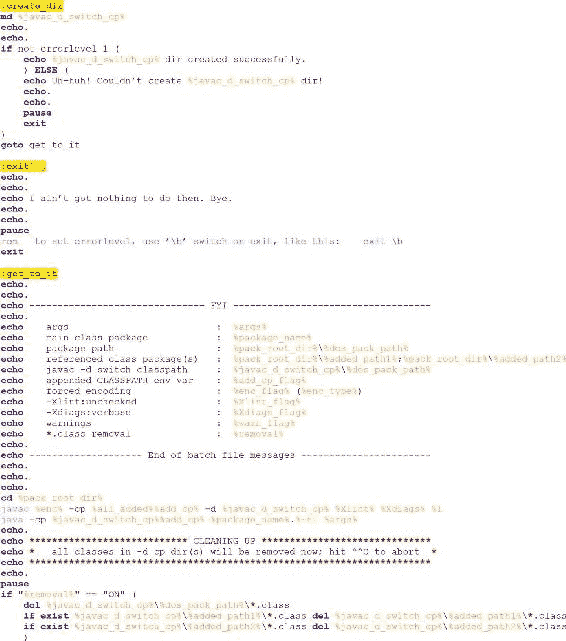 :create_dir
md %javac_d_switch_cp%
echo.
echo.
if not errorlevel 1 (
echo %javac_d_switch_cp% dir created successfully.
) ELSE (
echo Uh-huh! Couldn't create %javac_d_switch_cp% dir!
echo.
echo.
pause
exit
)
goto get_to_it
:exit
echo.
echo.
echo I ain't got nothing to do then. Bye.
echo.
echo.
pause
rem to set errorlevel, use '\b' switch on exit, like this: exit \b
exit
:get_to_it
echo.
echo.
echo ------------------------------- FYI -----------------------------------
echo.
echo args : %args%
echo main class package : %package_name%
echo package path : %pack_root_dir%\%dos_pack_path%
echo referenced class package(s) : %pack_root_dir%\%added_path1%;%pack_root_dir%\%added_path2%
echo javac -d switch classpath : %javac_d_switch_cp%\%dos_pack_path%
echo appended CLASSPATH env var : %add_cp_flag%
echo forced encoding : %enc_flag% (%enc_type%)
echo -Xlint:unchecked : %Xlint_flag%
echo -Xdiags:verbose : %Xdiags_flag%
echo warnings : %warn_flag%
echo *.class removal : %removal%
echo.
echo -------------------- End of batch file messages -----------------------
echo.
echo.
echo.
cd %pack_root_dir%
javac %enc% -cp %all_added%%add_cp% -d %javac_d_switch_cp% %Xlint% %Xdiags% %1
java -cp %javac_d_switch_cp%%add_cp% %package_name%.%~n1 %args%
echo.
echo **************************** CLEANING UP ******************************
echo * all classes in -d cp dir(s) will be removed now; hit ^^C to abort *
echo ***********************************************************************
echo.
pause
if "%removal%" == "ON" (
del %javac_d_switch_cp%\%dos_pack_path%\*.class
if exist %javac_d_switch_cp%\%added_path1%\*.class del %javac_d_switch_cp%\%added_path1%\*.class
if exist %javac_d_switch_cp%\%added_path2%\*.class del %javac_d_switch_cp%\%added_path2%\*.class
)